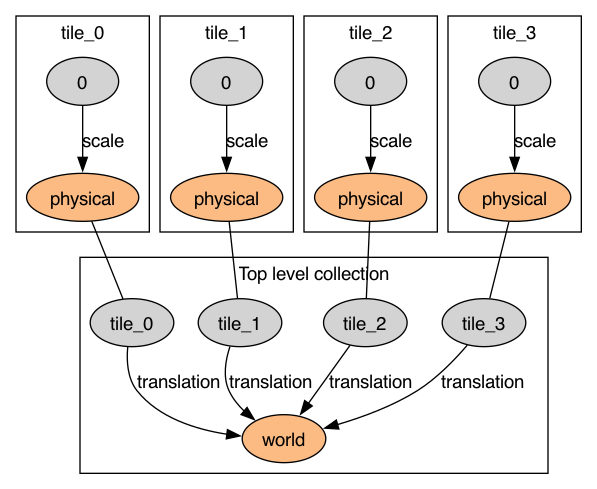 tile_0 tile_1 tile_2 tile_3
0 0 0 0
scale scale scale scale
physical physical physical physical
Top level collection
tile_0 tile_1 tile_2 tile_3
translation translation translation translation
world